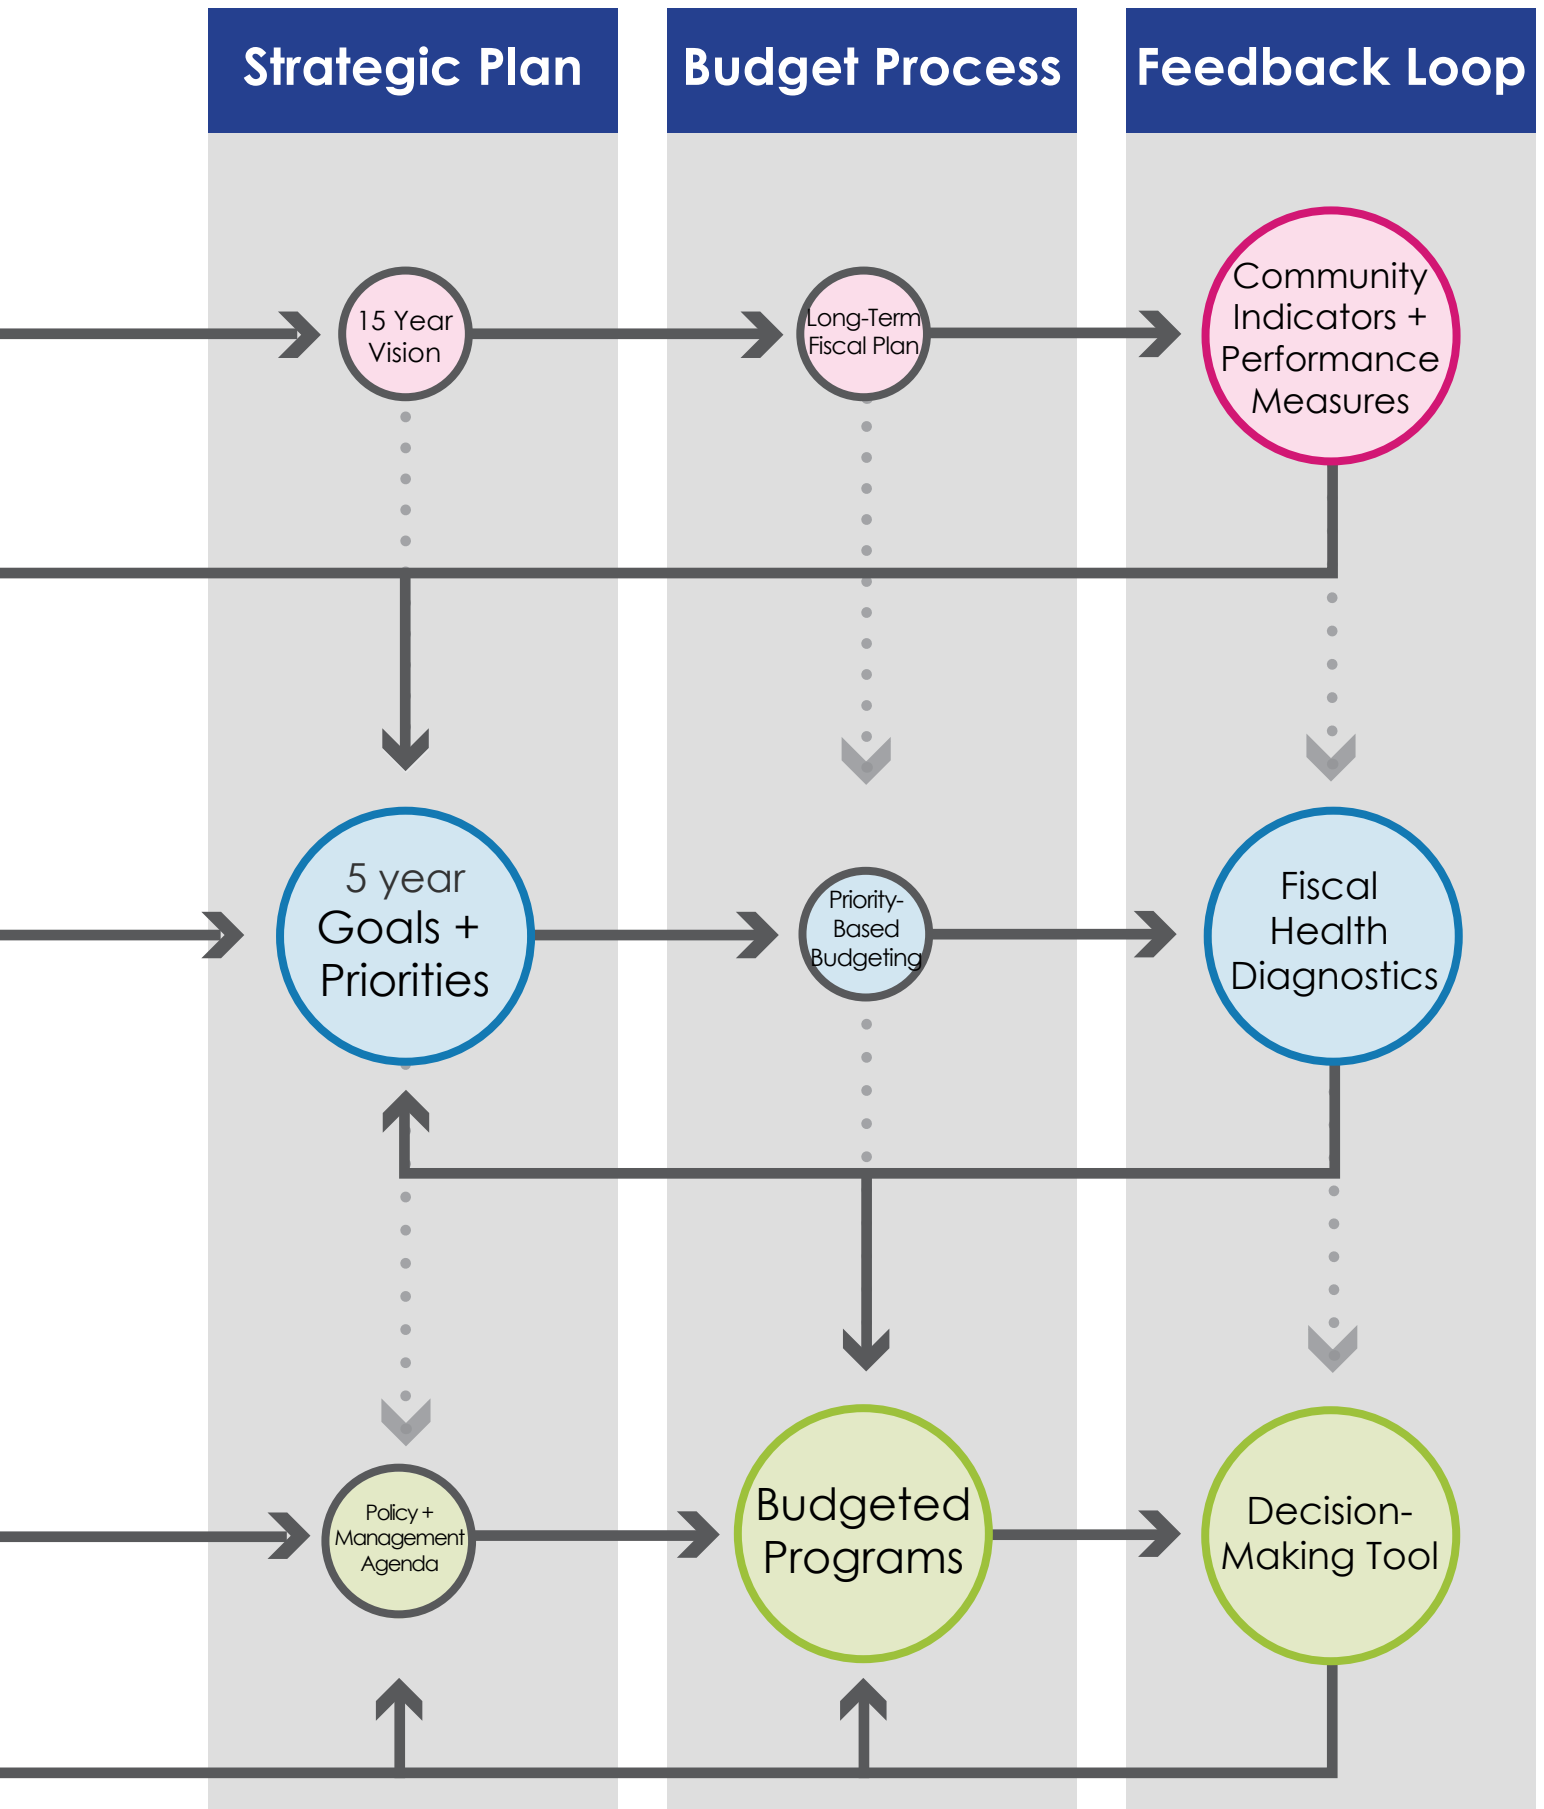 Strategic Plan
Budget Process
Feedback Loop
15 Year
Vision
Long-Term
Fiscal Plan
Community
Indicators +
Performance
Measures
5 year
Goals +
Priorities
Priority-
Based
Budgeting
Fiscal
Health
Diagnostics
Policy +
Management
Agenda
Budgeted
Programs
Decision-
Making Tool